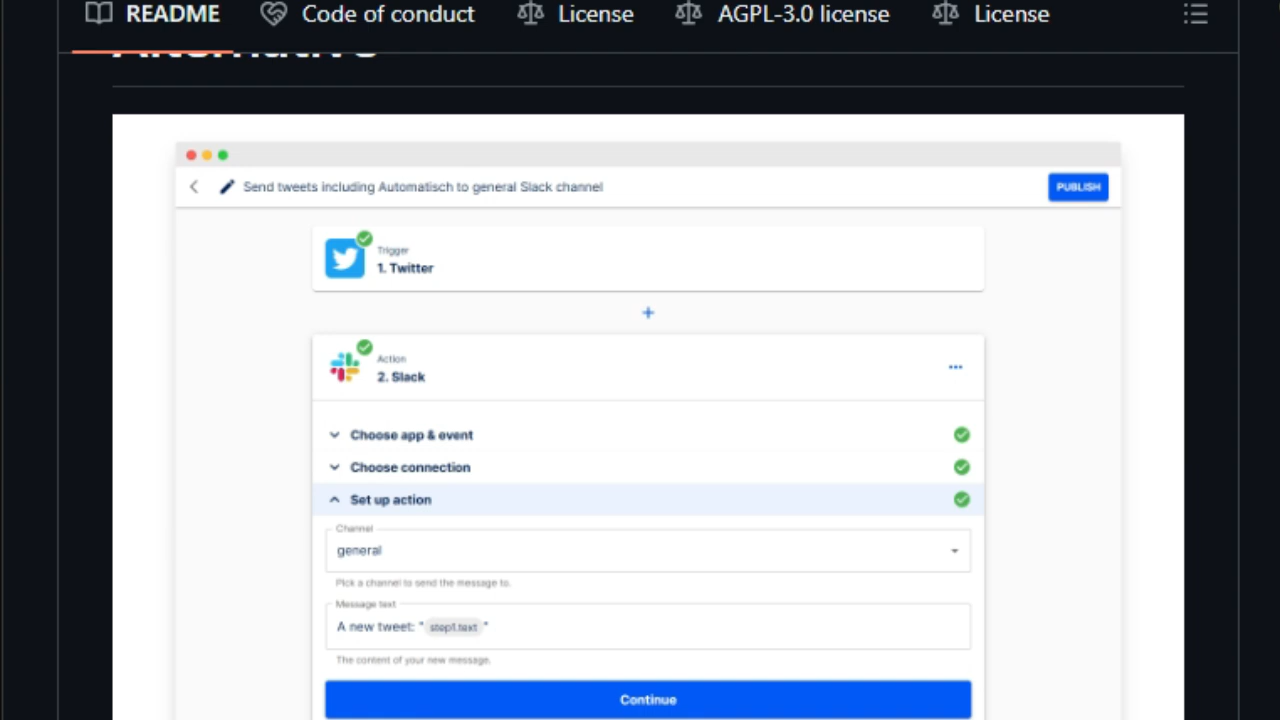 README Code of conduct License AGPL-3.0 license License
Alternative
Send tweets including Automatisch to general Slack channel PUBLISH
Trigger
1. Twitter
+
Action
2. Slack
Choose app & event
Choose connection
Set up action
Channel
general
Pick a channel to send the message to.
Message text
A new tweet: " step1.text "
The content of your new message.
Continue